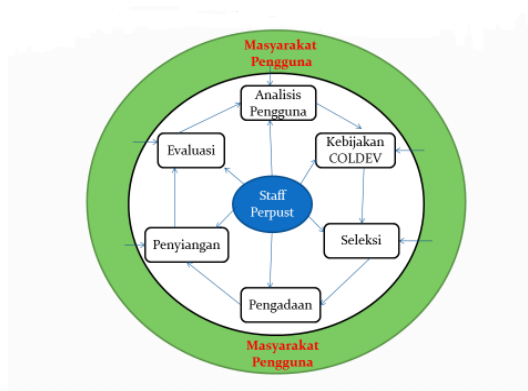 Masyarakat
Pengguna
Analisis
Pengguna
Evaluasi
Kebijakan
COLDEV
Staff
Perpust
Penyiangan
Seleksi
Pengadaan
Masyarakat
Pengguna